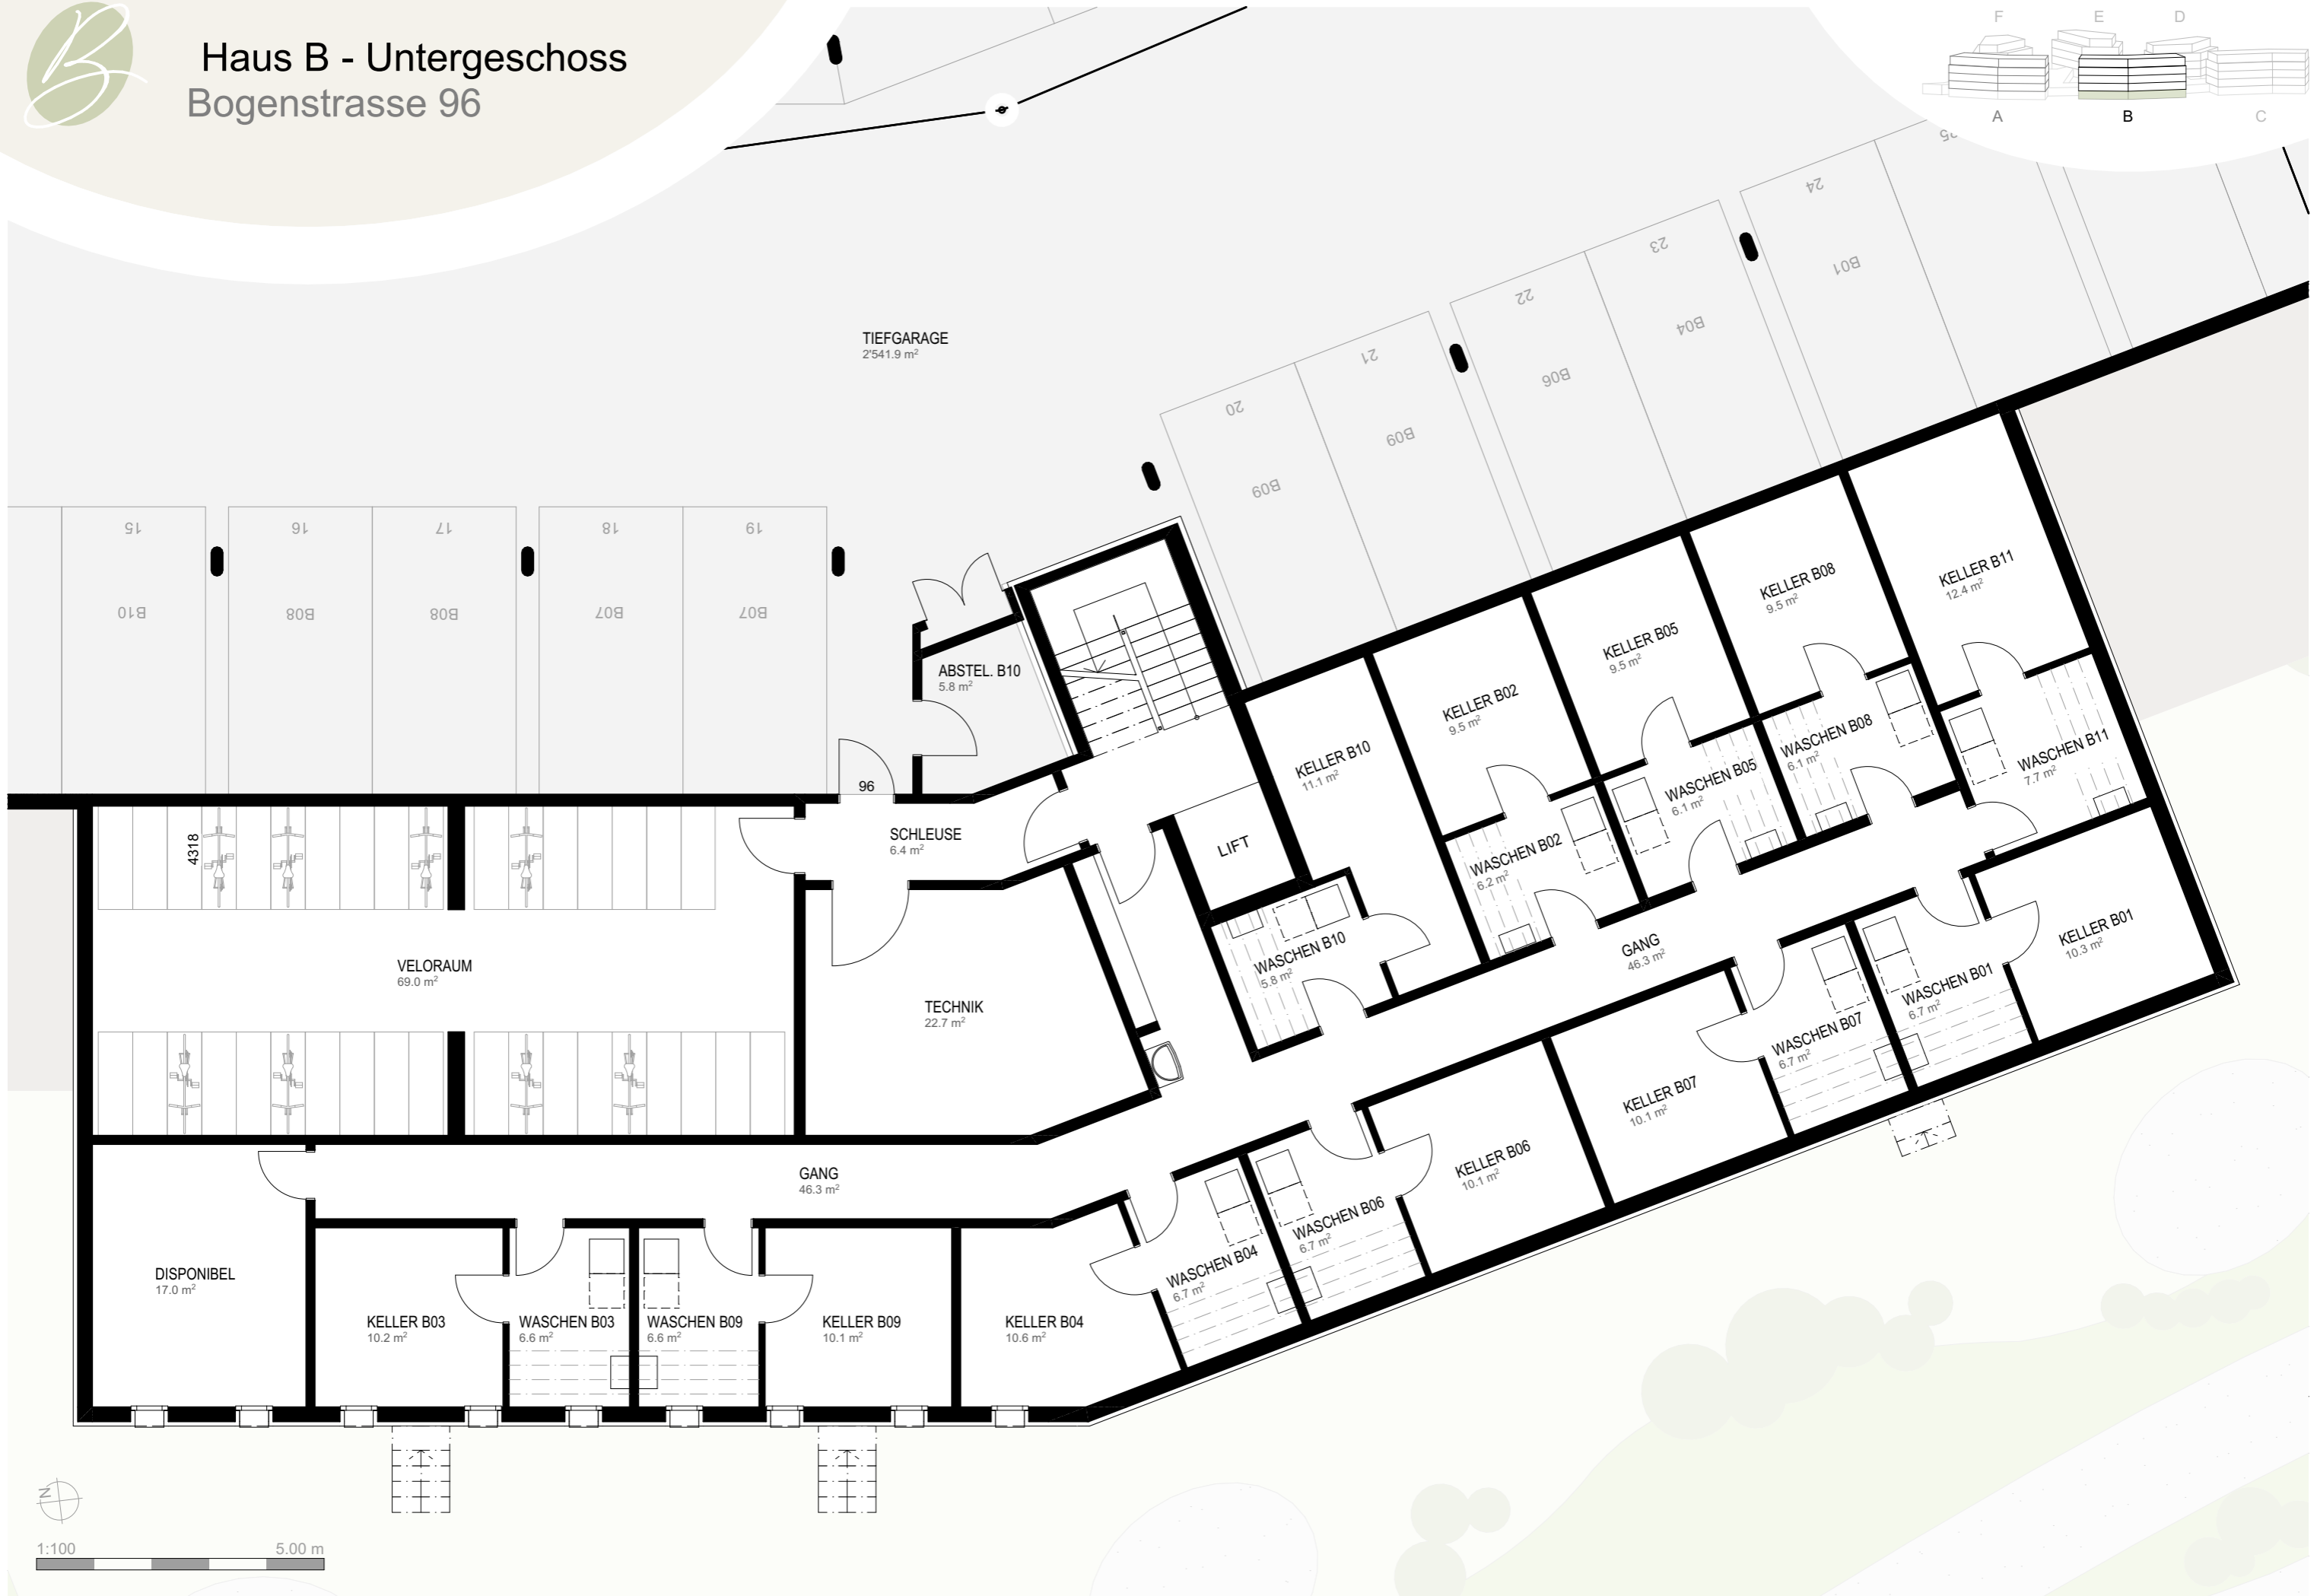 B
Haus B - Untergeschoss
Bogenstrasse 96
F
E
D
A
B
C
25
24
B01
23
B04
22
B06
21
B09
20
B09
TIEFGARAGE
2'541.9 m²
15
B10
16
B08
17
B08
18
B07
19
B07
ABSTEL. B10
5.8 m²
96
SCHLEUSE
6.4 m²
4318
VELORAUM
69.0 m²
TECHNIK
22.7 m²
LIFT
KELLER B10
11.1 m²
KELLER B02
9.5 m²
KELLER B05
9.5 m²
KELLER B08
9.5 m²
KELLER B11
12.4 m²
WASCHEN B10
5.8 m²
WASCHEN B02
6.2 m²
WASCHEN B05
6.1 m²
WASCHEN B08
6.1 m²
WASCHEN B11
7.7 m²
GANG
46.3 m²
KELLER B01
10.3 m²
WASCHEN B01
6.7 m²
WASCHEN B07
6.7 m²
KELLER B07
10.1 m²
KELLER B06
10.1 m²
WASCHEN B06
6.7 m²
WASCHEN B04
6.7 m²
GANG
46.3 m²
DISPONIBEL
17.0 m²
KELLER B03
10.2 m²
WASCHEN B03
6.6 m²
WASCHEN B09
6.6 m²
KELLER B09
10.1 m²
KELLER B04
10.6 m²
N
1:100
5.00 m